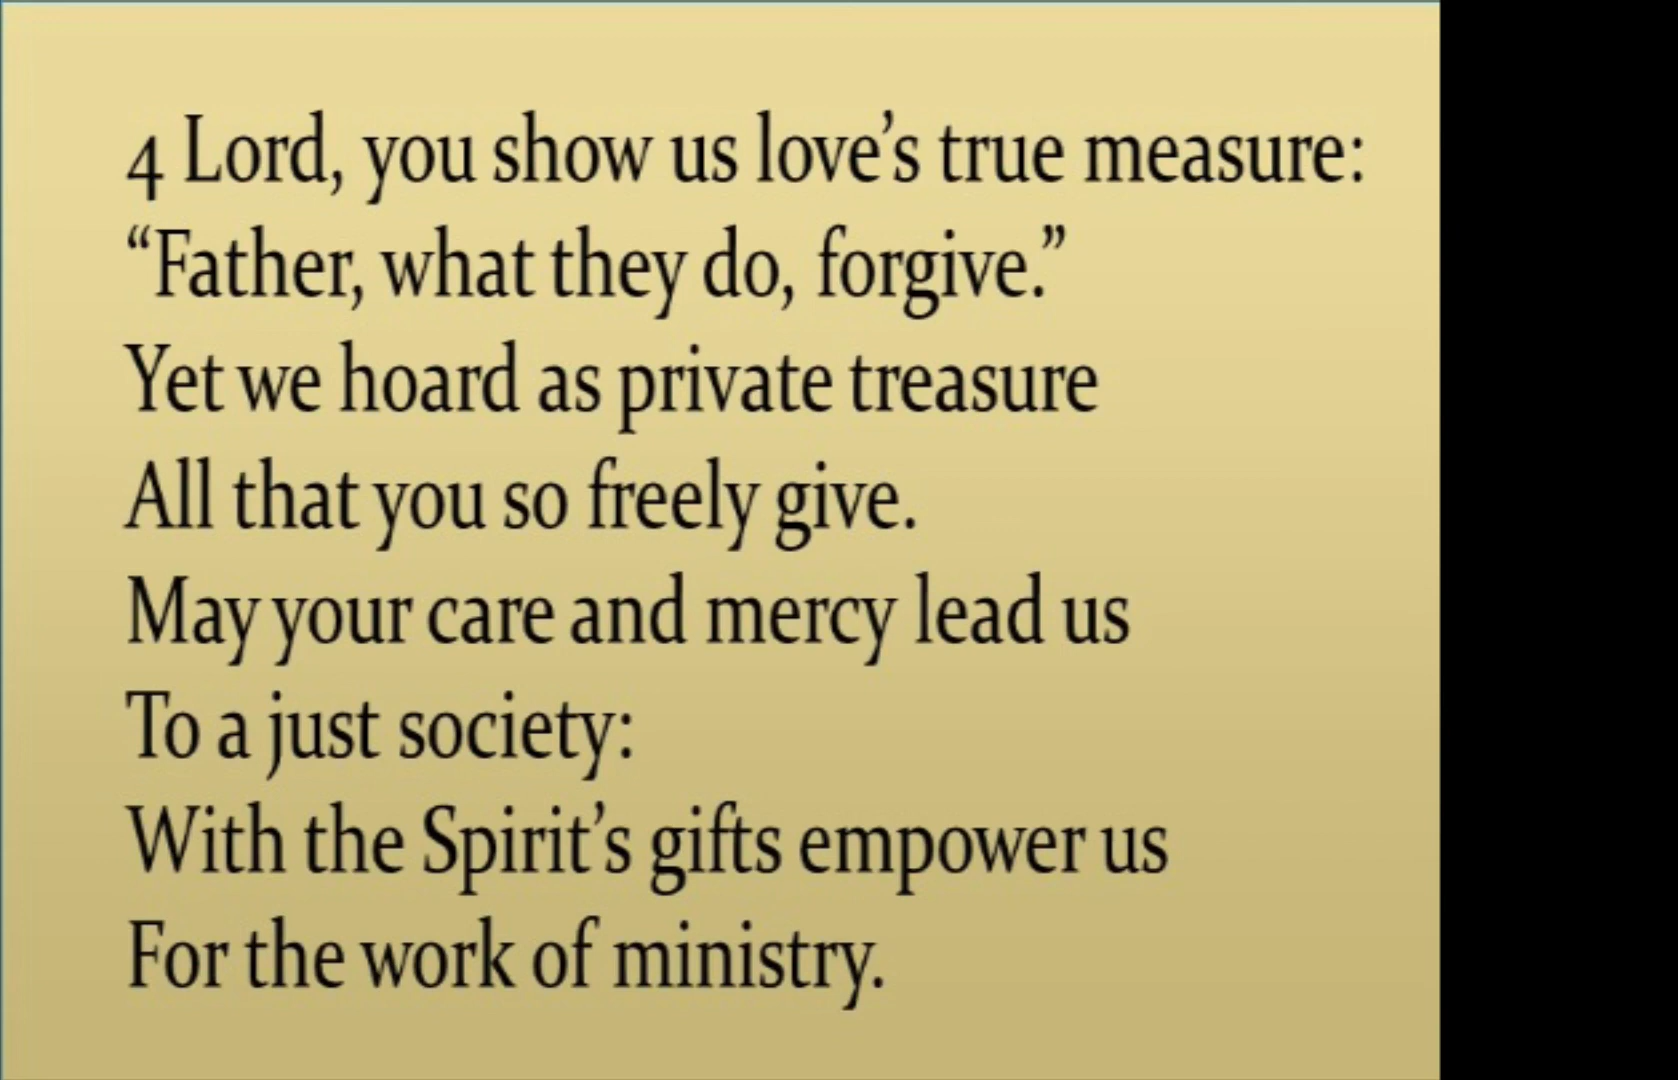 4 Lord, you show us love’s true measure:
“Father, what they do, forgive.”
Yet we hoard as private treasure
All that you so freely give.
May your care and mercy lead us
To a just society:
With the Spirit’s gifts empower us
For the work of ministry.